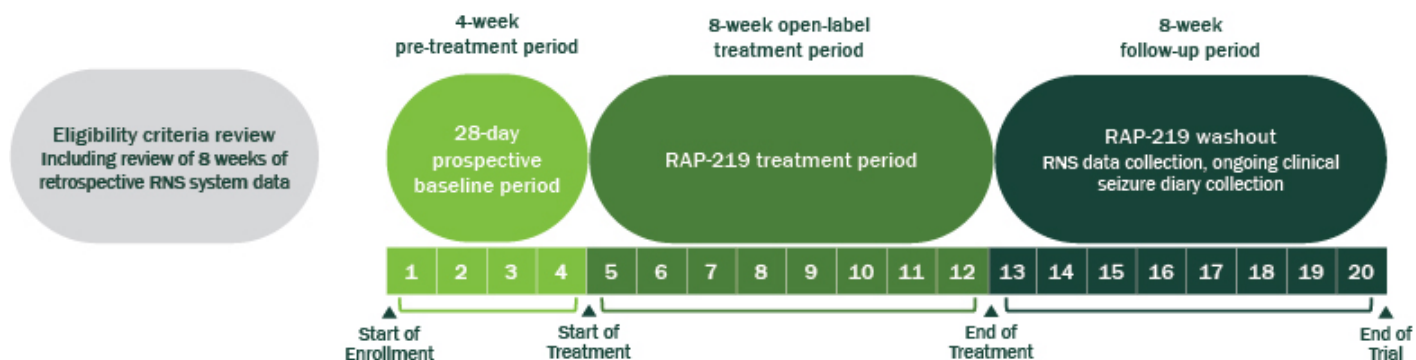 4-week
pre-treatment period
8-week open-label
treatment period
8-week
follow-up period
Eligibility criteria review
Including review of 8 weeks of
retrospective RNS system data
28-day
prospective
baseline period
RAP-219 treatment period
RAP-219 washout
RNS data collection, ongoing clinical
seizure diary collection
1 2 3 4 5 6 7 8 9 10 11 12 13 14 15 16 17 18 19 20
Start of
Enrollment
Start of
Treatment
End of
Treatment
End of
Trial